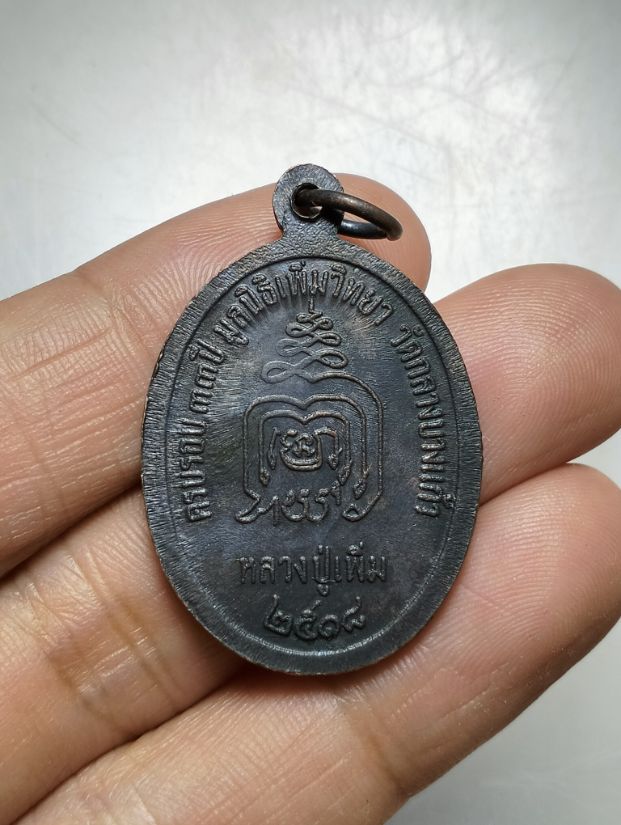 ครบรอบ ๓๓ปี มูลนิธิเพิ่มวิทยา วัดกลางบางแก้ว
หลวงปู่เพิ่ม
๒๕๑๘